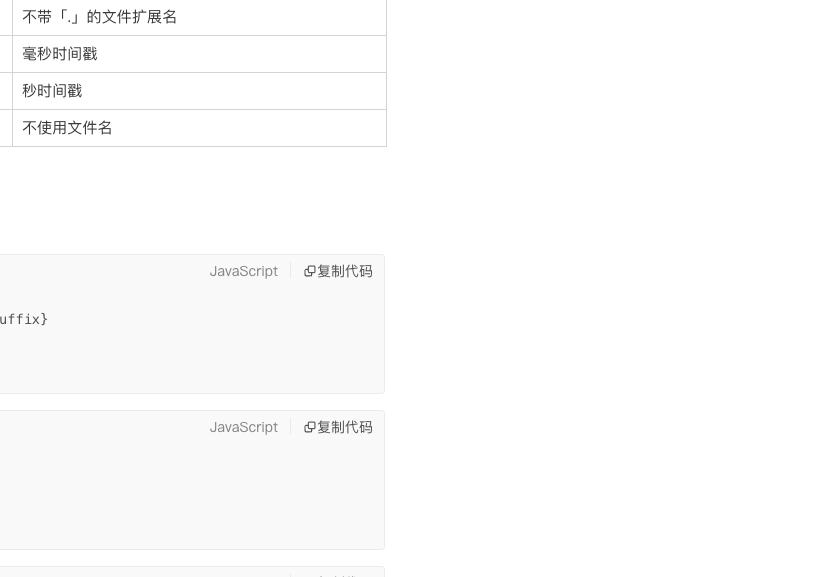 不带「.」的文件扩展名
毫秒时间戳
秒时间戳
不使用文件名
JavaScript 复制代码
uffix}
JavaScript 复制代码